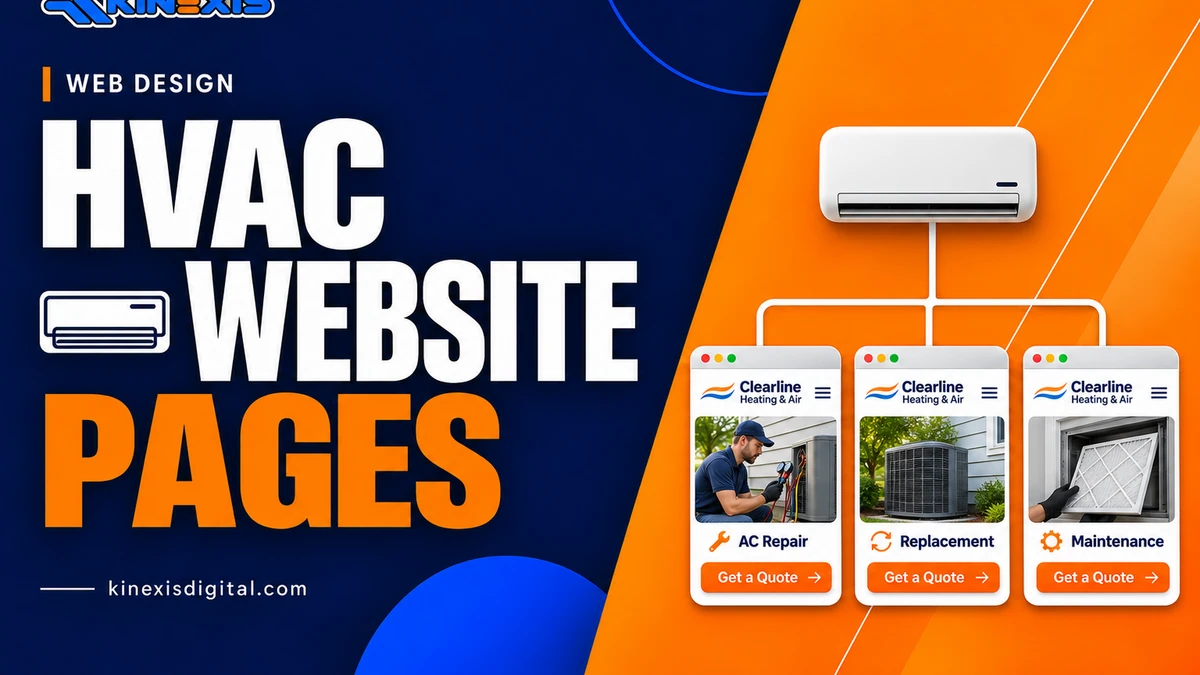 KINEXIS
WEB DESIGN
HVAC
WEBSITE
PAGES
kinexisdigital.com
Clearline
Heating & Air
AC Repair
Get a Quote →
Clearline
Heating & Air
Replacement
Get a Quote →
Clearline
Heating & Air
Maintenance
Get a Quote →